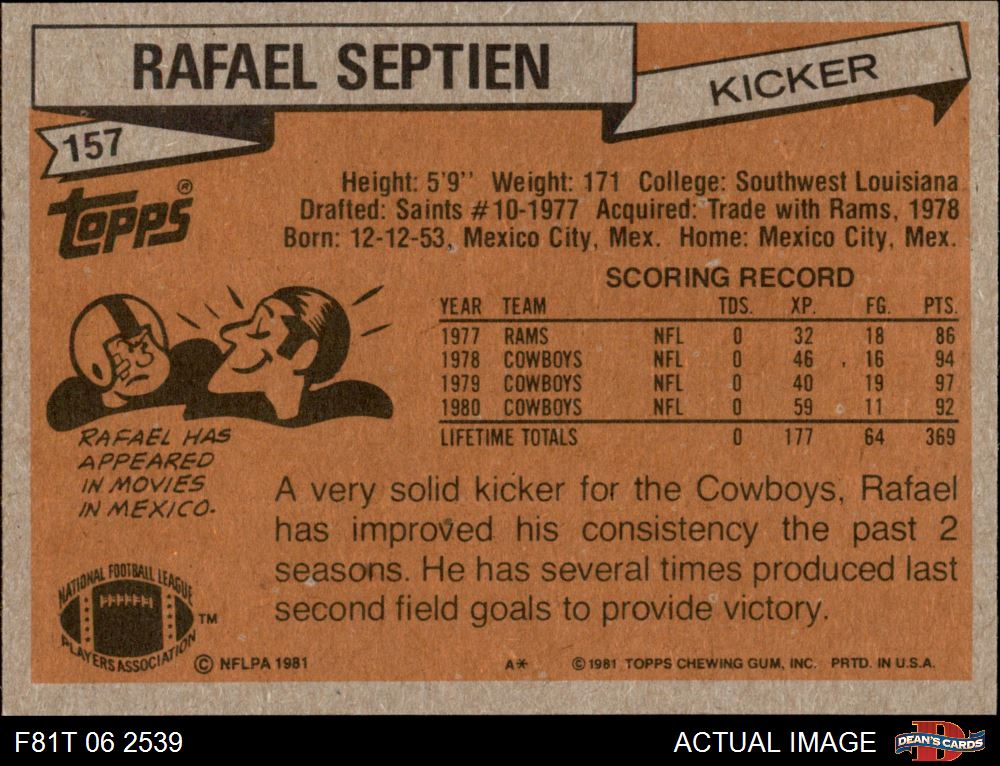 RAFAEL SEPTIEN
KICKER
157
TOPPS®
Height: 5'9'' Weight: 171 College: Southwest Louisiana
Drafted: Saints #10-1977 Acquired: Trade with Rams, 1978
Born: 12-12-53, Mexico City, Mex. Home: Mexico City, Mex.
SCORING RECORD
YEAR TEAM TDS. XP. FG. PTS.
1977 RAMS NFL 0 32 18 86
1978 COWBOYS NFL 0 46 16 94
1979 COWBOYS NFL 0 40 19 97
1980 COWBOYS NFL 0 59 11 92
LIFETIME TOTALS 0 177 64 369
RAFAEL HAS
APPEARED
IN MOVIES
IN MEXICO.
A very solid kicker for the Cowboys, Rafael
has improved his consistency the past 2
seasons. He has several times produced last
second field goals to provide victory.
NATIONAL FOOTBALL LEAGUE
PLAYERS ASSOCIATION
TM
© NFLPA 1981
A* © 1981 TOPPS CHEWING GUM, INC. PRTD. IN U.S.A.
F81T 06 2539
ACTUAL IMAGE
DEAN'S CARDS